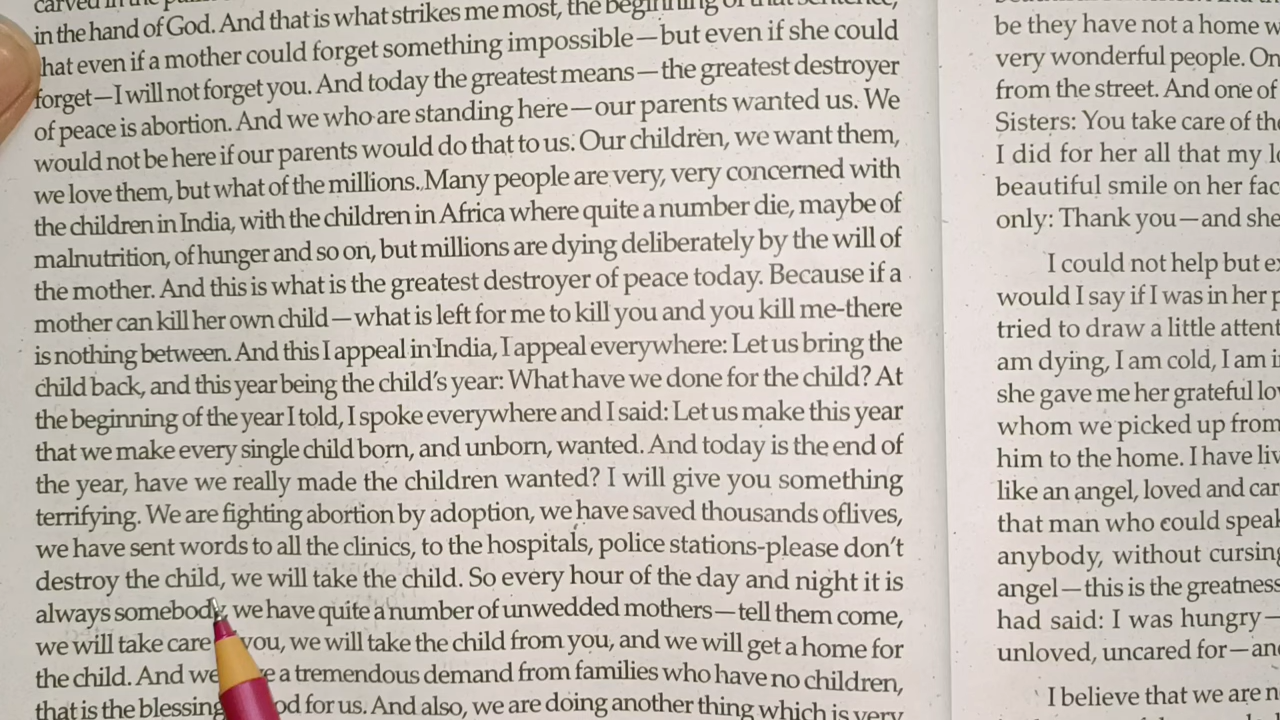 in the hand of God. And that is what strikes me most, the beginning of that sentence,
hat even if a mother could forget something impossible—but even if she could
forget—I will not forget you. And today the greatest means—the greatest destroyer
of peace is abortion. And we who are standing here—our parents wanted us. We
would not be here if our parents would do that to us. Our children, we want them,
we love them, but what of the millions. Many people are very, very concerned with
the children in India, with the children in Africa where quite a number die, maybe of
malnutrition, of hunger and so on, but millions are dying deliberately by the will of
the mother. And this is what is the greatest destroyer of peace today. Because if a
mother can kill her own child—what is left for me to kill you and you kill me-there
is nothing between. And this I appeal in India, I appeal everywhere: Let us bring the
child back, and this year being the child's year: What have we done for the child? At
the beginning of the year I told, I spoke everywhere and I said: Let us make this year
that we make every single child born, and unborn, wanted. And today is the end of
the year, have we really made the children wanted? I will give you something
terrifying. We are fighting abortion by adoption, we have saved thousands oflives,
we have sent words to all the clinics, to the hospitals, police stations-please don't
destroy the child, we will take the child. So every hour of the day and night it is
always somebody, we have quite a number of unwedded mothers—tell them come,
we will take care you, we will take the child from you, and we will get a home for
the child. And we a tremendous demand from families who have no children,
that is the blessing for us. And also, we are doing another thing which is very
be they have not a home
very wonderful people. On
from the street. And one of
Sisters: You take care of
I did for her all that my
beautiful smile on her
only: Thank you—and she
I could not help but
would I say if I was in her
tried to draw a little
am dying, I am cold, I am
she gave me her grateful
whom we picked up from
him to the home. I have
like an angel, loved and
that man who could
anybody, without
angel—this is the
had said: I was hungry—
unloved, uncared for—
I believe that we are